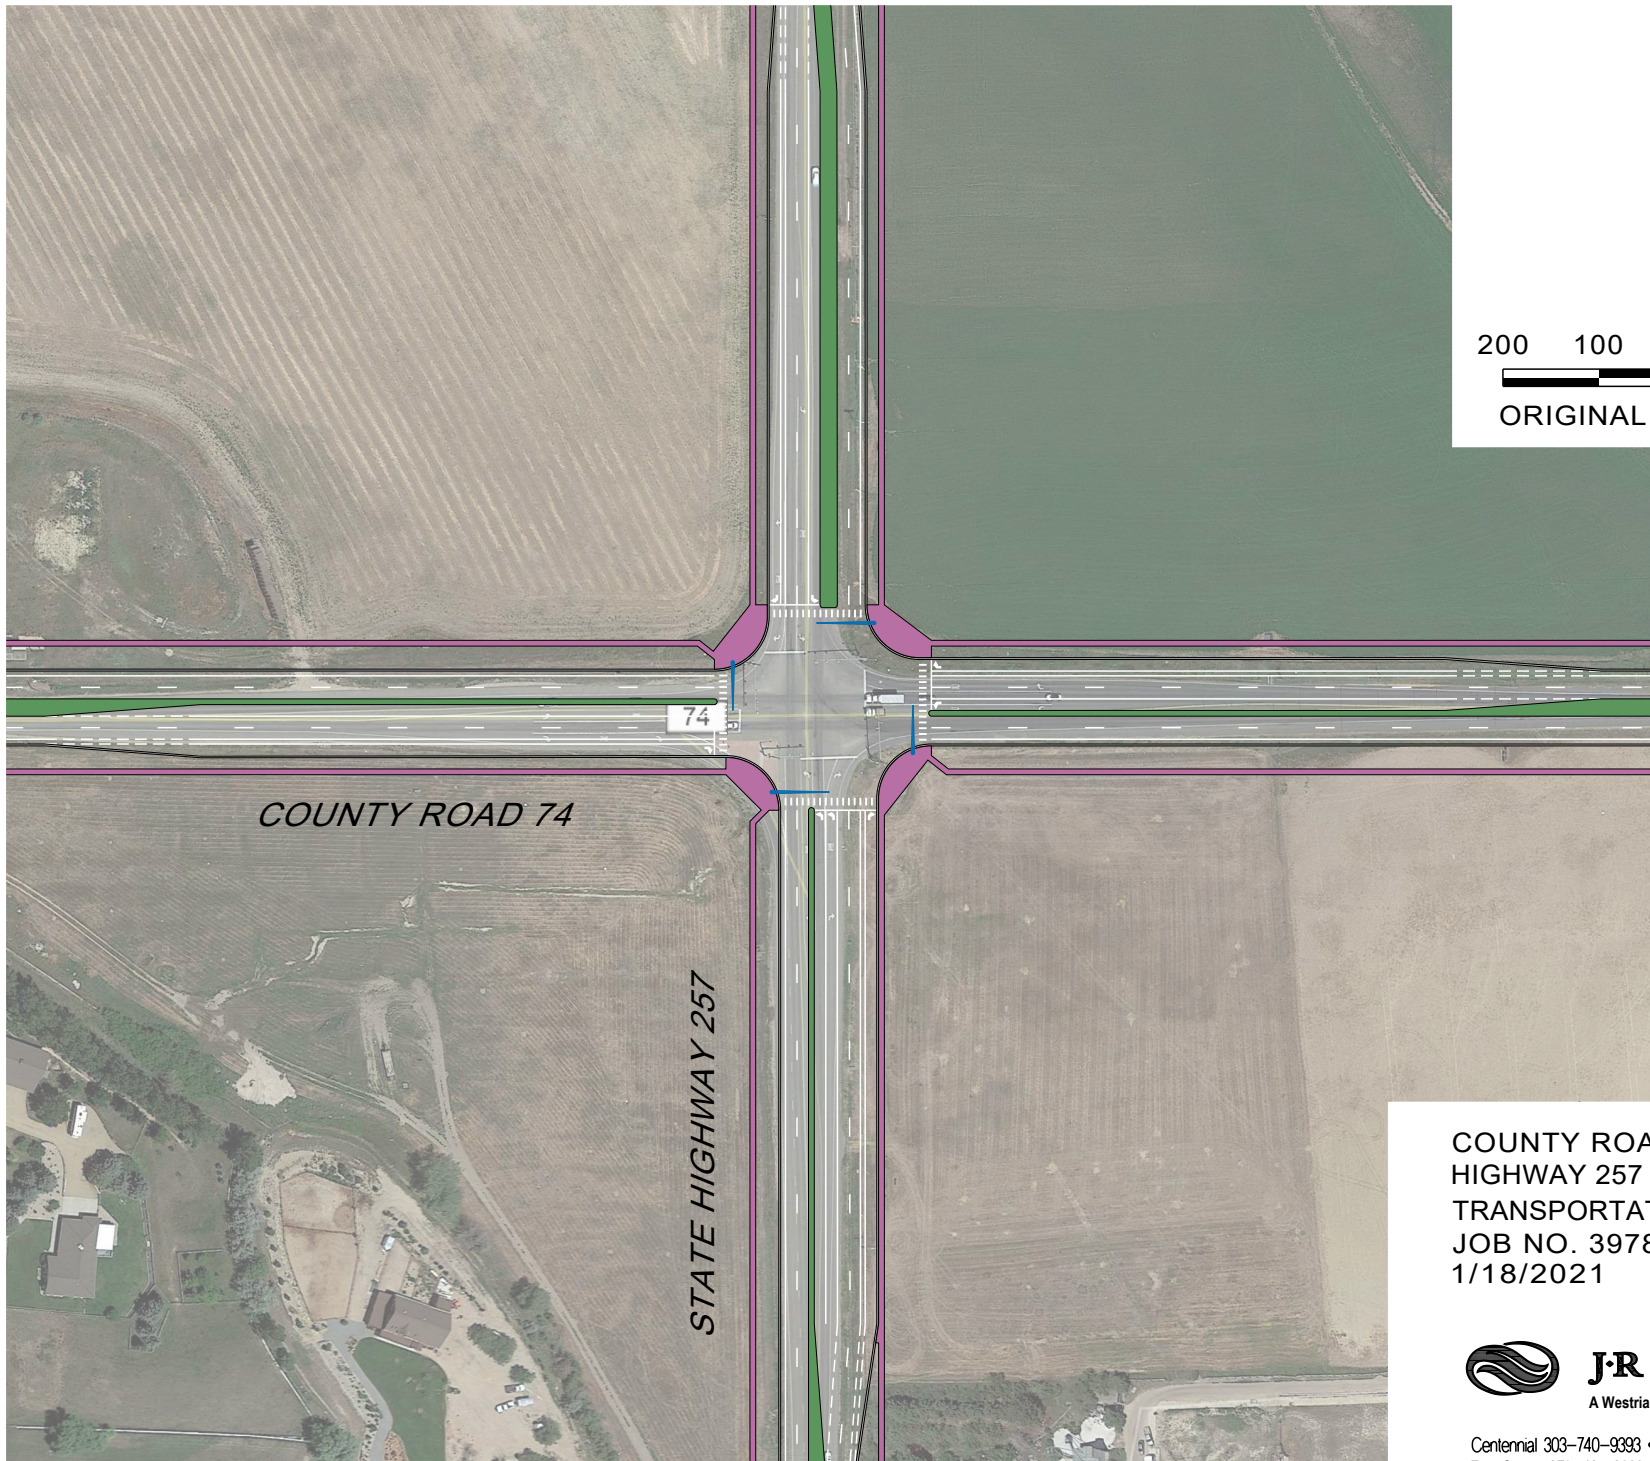 200 100
ORIGINAL
74
COUNTY ROAD 74
STATE HIGHWAY 257
COUNTY ROA
HIGHWAY 257
TRANSPORTAT
JOB NO. 3978
1/18/2021
J·R
A Westria
Centennial 303–740–9393 •